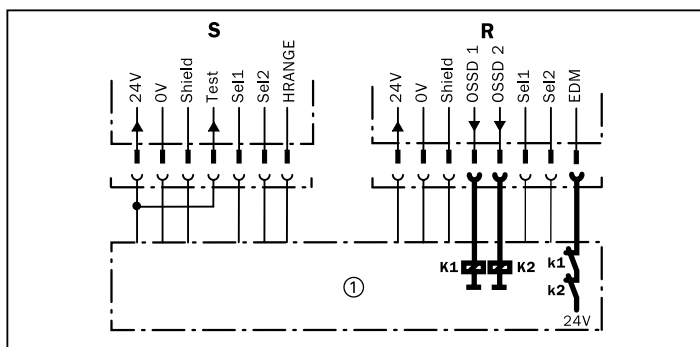 S R
24V 0V Shield Test Sel1 Sel2 HRANGE
24V 0V Shield OSSD 1 OSSD 2 Sel1 Sel2 EDM
K1 K2 k1
k2
①
24V